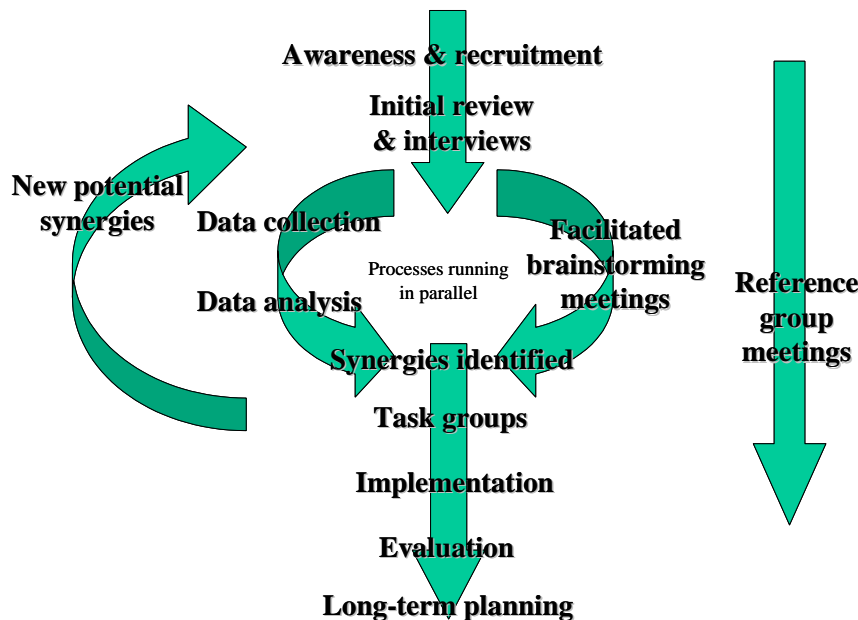 Awareness & recruitment
Initial review
& interviews
New potential
synergies
Data collection
Data analysis
Processes running
in parallel
Facilitated
brainstorming
meetings
Reference
group
meetings
Synergies identified
Task groups
Implementation
Evaluation
Long-term planning